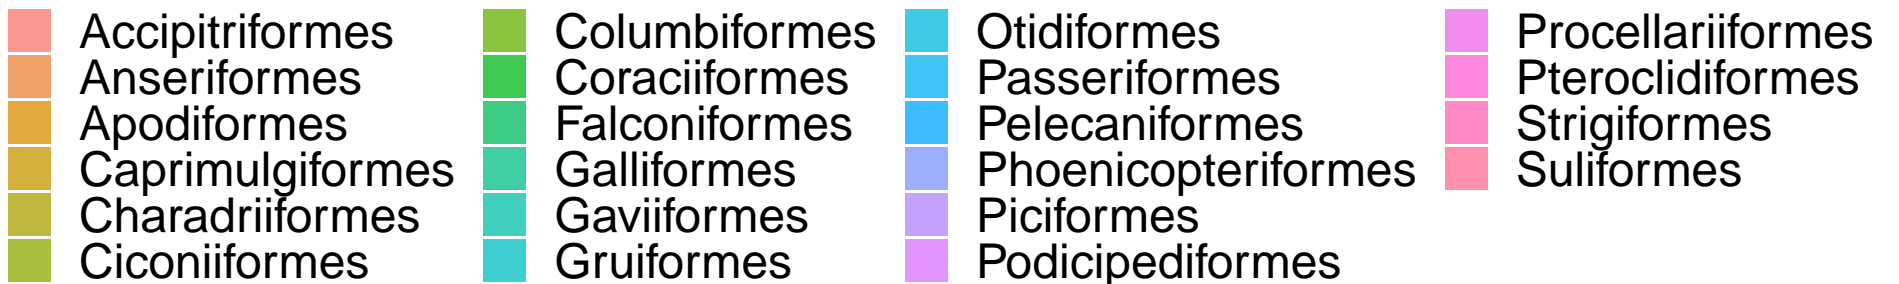 Accipitriformes
Anseriformes
Apodiformes
Caprimulgiformes
Charadriiformes
Ciconiiformes
Columbiformes
Coraciiformes
Falconiformes
Galliformes
Gaviiformes
Gruiformes
Otidiformes
Passeriformes
Pelecaniformes
Phoenicopteriformes
Piciformes
Podicipediformes
Procellariiformes
Pteroclidiformes
Strigiformes
Suliformes